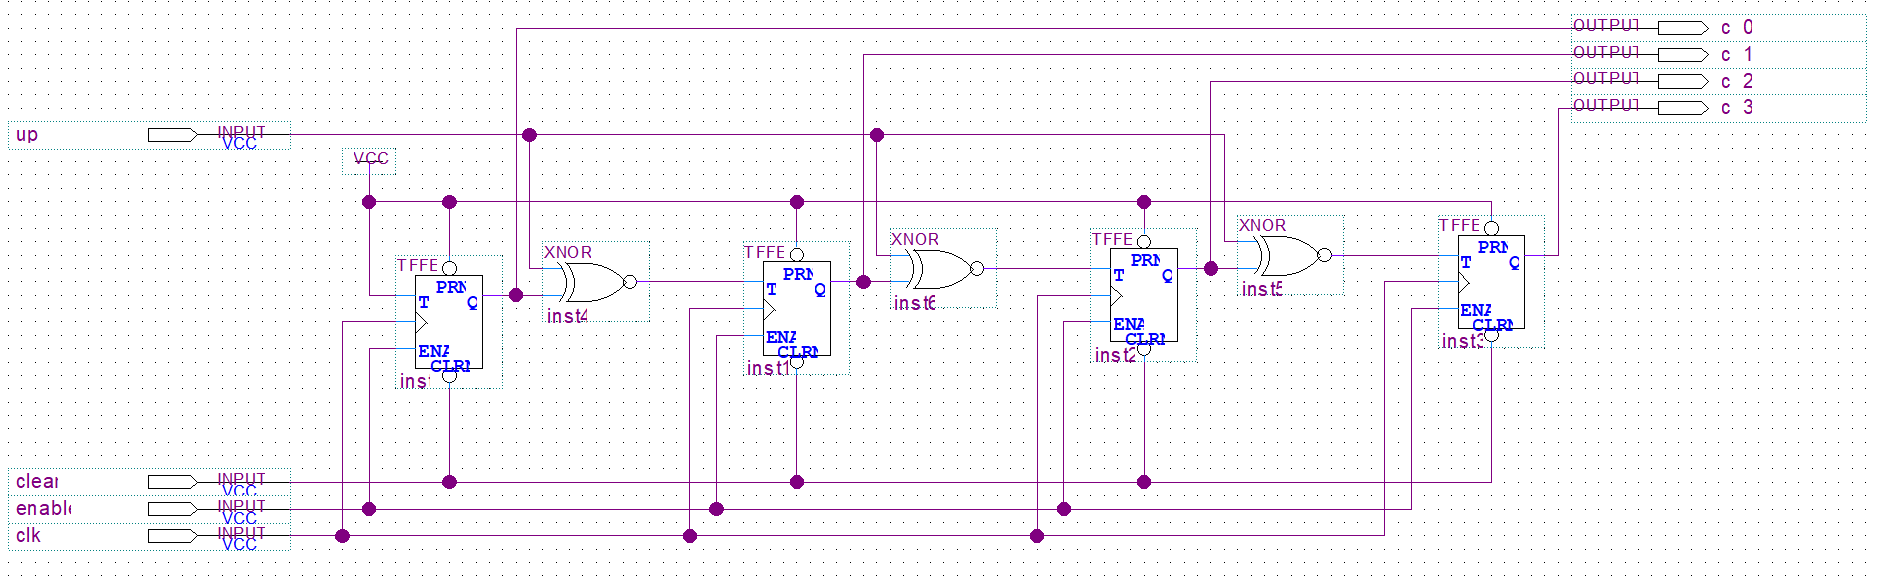 OUTPUT c 0
OUTPUT c 1
OUTPUT c 2
OUTPUT c 3
up INPUT
VCC
VCC
XNOR
inst4
XNOR
inst6
XNOR
inst5
TFFE
PRN
T Q
ENA
CLRN
inst
TFFE
PRN
T Q
ENA
CLRN
inst1
TFFE
PRN
T Q
ENA
CLRN
inst2
TFFE
PRN
T Q
ENA
CLRN
inst3
clear INPUT
VCC
enable INPUT
VCC
clk INPUT
VCC